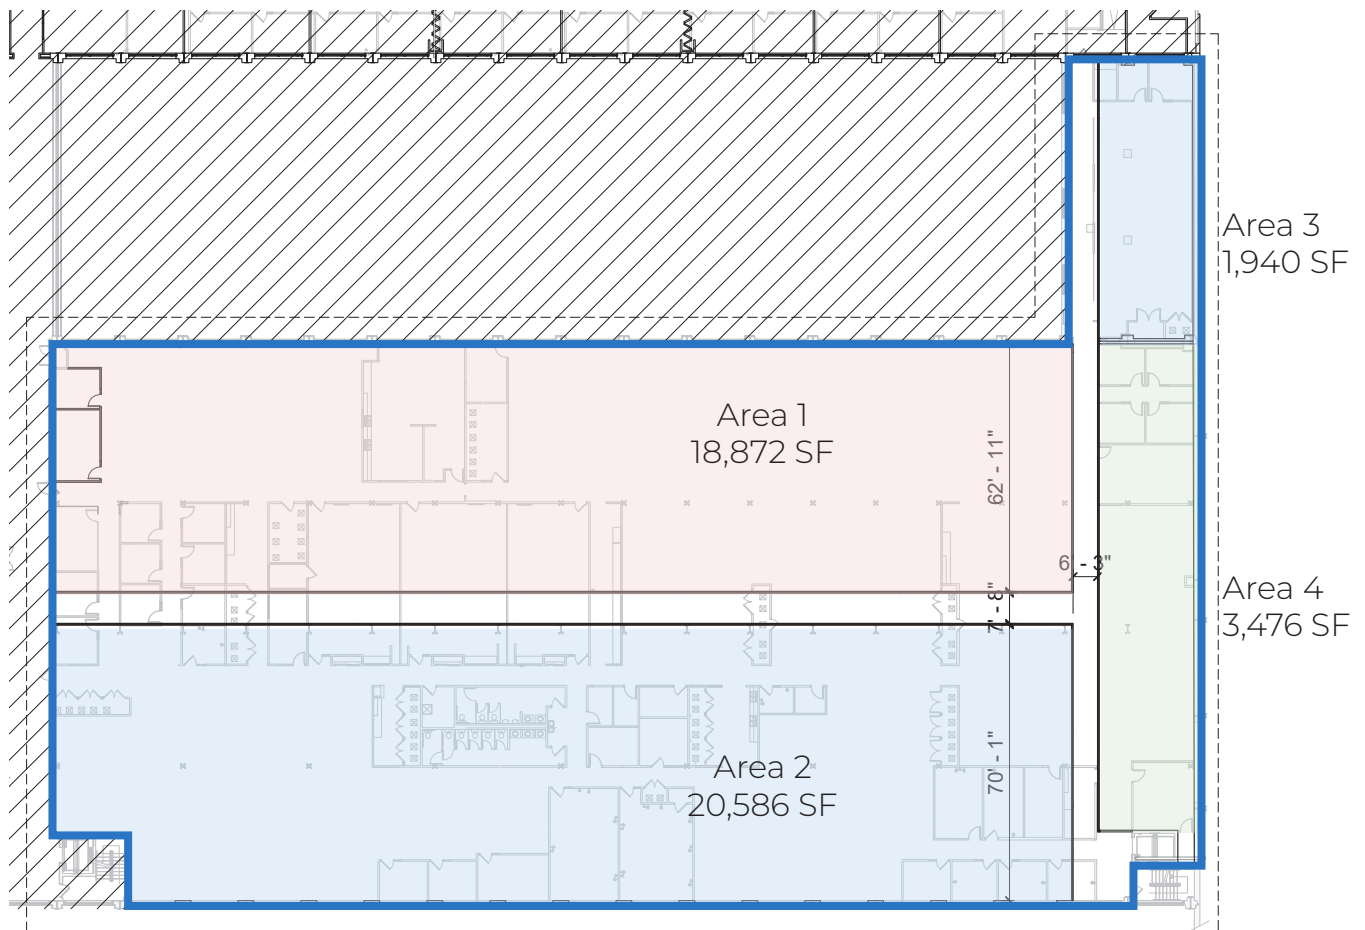 Area 3
1,940 SF
Area 1
18,872 SF
62' - 11"
6' - 3"
7' - 8"
Area 4
3,476 SF
Area 2
20,586 SF
70' - 1"